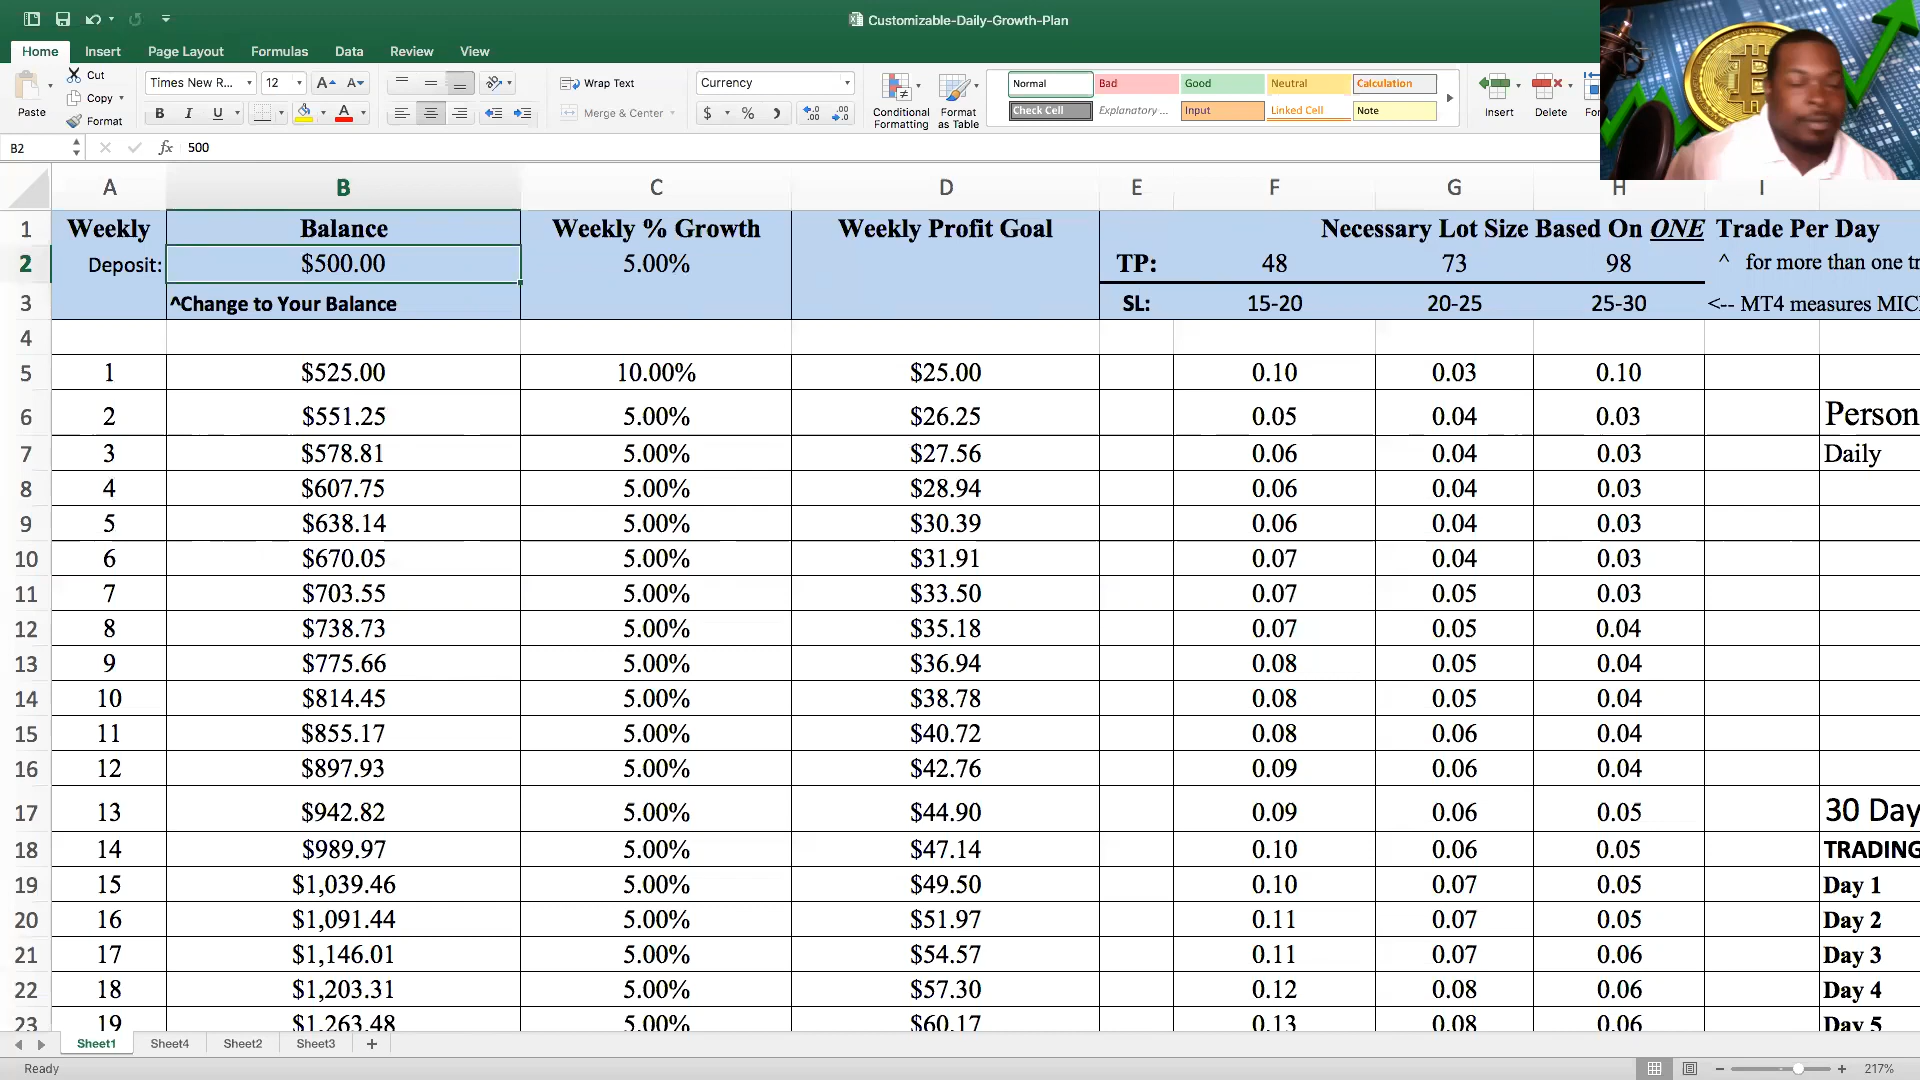 Customizable-Daily-Growth-Plan
Home Insert Page Layout Formulas Data Review View
Paste Cut Copy Format
Times New R... 12 A A
B I U A
Wrap Text
Merge & Center
Currency
$ %
Conditional Formatting
Format as Table
Normal Bad Good Neutral Calculation
Check Cell Explanatory ... Input Linked Cell Note
Insert Delete
B2 fx 500
A B C D E F G H I
1 Weekly Balance Weekly % Growth Weekly Profit Goal Necessary Lot Size Based On ONE Trade Per Day
2 Deposit: $500.00 5.00% TP: 48 73 98 ^ for more than one
3 ^Change to Your Balance SL: 15-20 20-25 25-30 <-- MT4 measures
4
5 1 $525.00 10.00% $25.00 0.10 0.03 0.10
6 2 $551.25 5.00% $26.25 0.05 0.04 0.03 Person
7 3 $578.81 5.00% $27.56 0.06 0.04 0.03 Daily
8 4 $607.75 5.00% $28.94 0.06 0.04 0.03
9 5 $638.14 5.00% $30.39 0.06 0.04 0.03
10 6 $670.05 5.00% $31.91 0.07 0.04 0.03
11 7 $703.55 5.00% $33.50 0.07 0.05 0.03
12 8 $738.73 5.00% $35.18 0.07 0.05 0.04
13 9 $775.66 5.00% $36.94 0.08 0.05 0.04
14 10 $814.45 5.00% $38.78 0.08 0.05 0.04
15 11 $855.17 5.00% $40.72 0.08 0.06 0.04
16 12 $897.93 5.00% $42.76 0.09 0.06 0.04
17 13 $942.82 5.00% $44.90 0.09 0.06 0.05 30 Day
18 14 $989.97 5.00% $47.14 0.10 0.06 0.05 TRADING
19 15 $1,039.46 5.00% $49.50 0.10 0.07 0.05 Day 1
20 16 $1,091.44 5.00% $51.97 0.11 0.07 0.05 Day 2
21 17 $1,146.01 5.00% $54.57 0.11 0.07 0.06 Day 3
22 18 $1,203.31 5.00% $57.30 0.12 0.08 0.06 Day 4
23 19 $1,263.48 5.00% $60.17 0.13 0.08 0.06 Day 5
Sheet1 Sheet4 Sheet2 Sheet3 +
Ready 217%